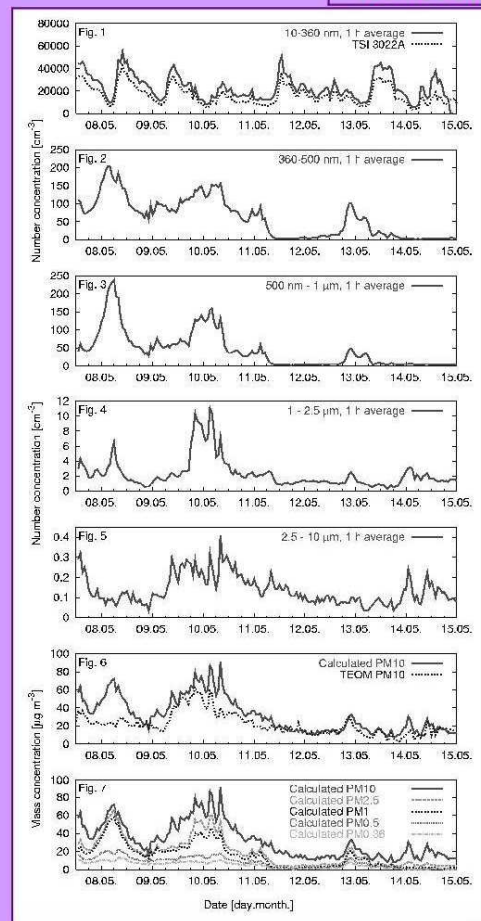 Fig. 1
10-360 nm, 1 h average
TSI 3022A
100000
80000
60000
40000
20000
0
08.05. 09.05. 10.05. 11.05. 12.05. 13.05. 14.05. 15.05.
Number concentration [cm-3]
Fig. 2
360-500 nm, 1 h average
250
200
150
100
50
0
08.05. 09.05. 10.05. 11.05. 12.05. 13.05. 14.05. 15.05.
Fig. 3
500 nm - 1 µm, 1 h average
250
200
150
100
50
0
08.05. 09.05. 10.05. 11.05. 12.05. 13.05. 14.05. 15.05.
Number concentration [cm-3]
Fig. 4
1 - 2.5 µm, 1 h average
12
10
8
6
4
2
0
08.05. 09.05. 10.05. 11.05. 12.05. 13.05. 14.05. 15.05.
Fig. 5
2.5 - 10 µm, 1 h average
0.4
0.3
0.2
0.1
0
08.05. 09.05. 10.05. 11.05. 12.05. 13.05. 14.05. 15.05.
Mass concentration [µg m-3]
Fig. 6
Calculated PM10
TEOM PM10
100
80
60
40
20
0
08.05. 09.05. 10.05. 11.05. 12.05. 13.05. 14.05. 15.05.
Fig. 7
Calculated PM10
Calculated PM2.5
Calculated PM1
Calculated PM0.5
Calculated PM0.36
100
80
60
40
20
0
08.05. 09.05. 10.05. 11.05. 12.05. 13.05. 14.05. 15.05.
Date [day.month.]